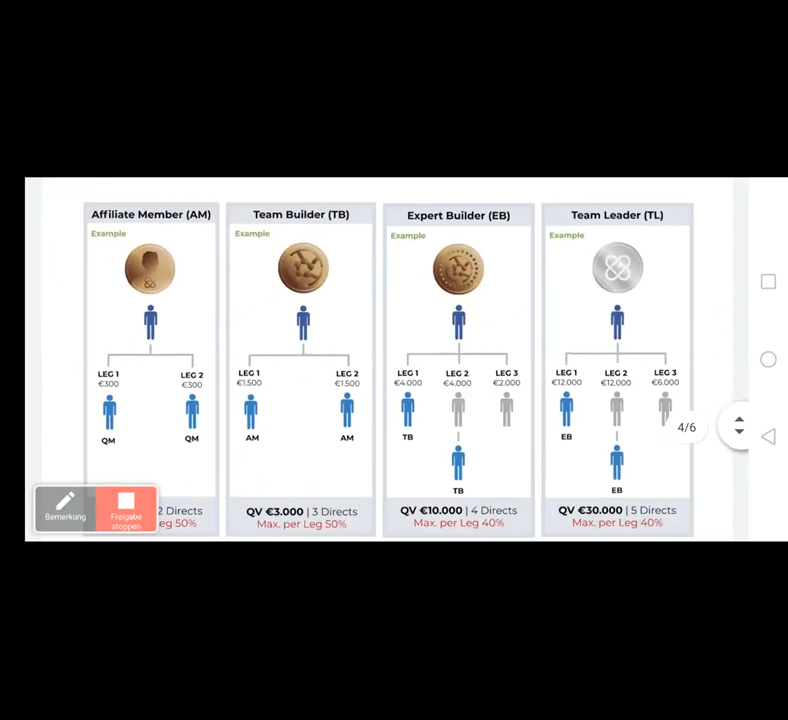 Affiliate Member (AM)
Example
LEG 1
€300
LEG 2
€300
QM
QM
2 Directs
eg 50%
Team Builder (TB)
Example
LEG 1
€1.500
LEG 2
€1.500
AM
AM
QV €3.000 | 3 Directs
Max. per Leg 50%
Expert Builder (EB)
Example
LEG 1
€4.000
LEG 2
€4.000
LEG 3
€2.000
TB
TB
QV €10.000 | 4 Directs
Max. per Leg 40%
Team Leader (TL)
Example
LEG 1
€12.000
LEG 2
€12.000
LEG 3
€6.000
EB
EB
QV €30.000 | 5 Directs
Max. per Leg 40%
4/6
Bemerkung
Freigabe
stoppen